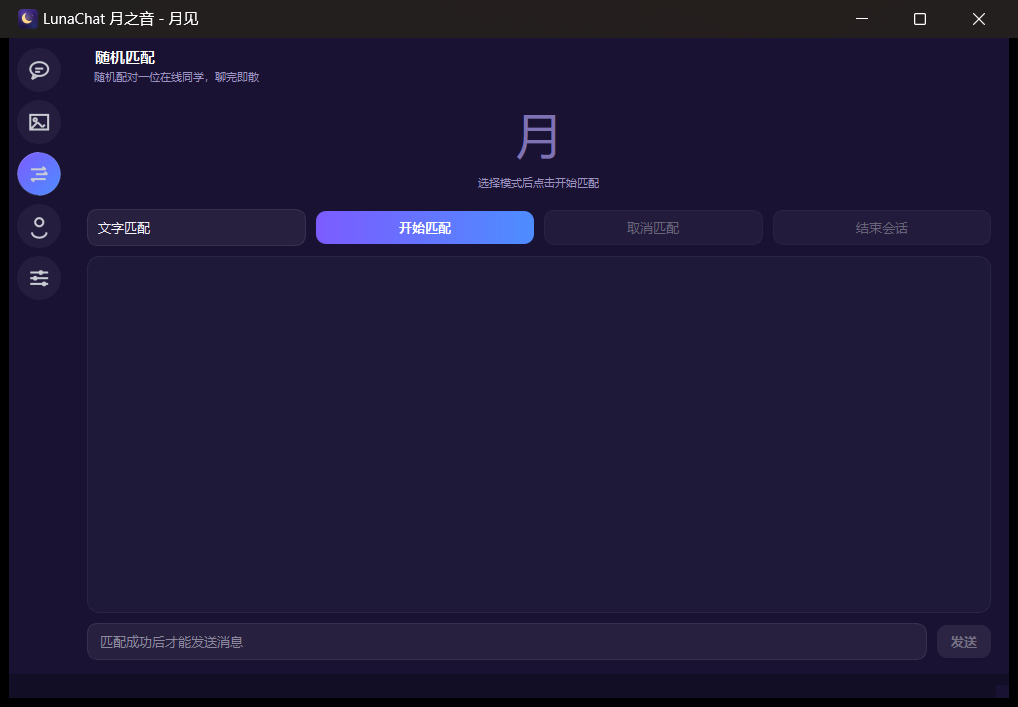 LunaChat 月之音 - 月见
随机匹配
随机配对一位在线同学，聊完即散
月
选择模式后点击开始匹配
文字匹配
开始匹配
取消匹配
结束会话
匹配成功后才能发送消息
发送